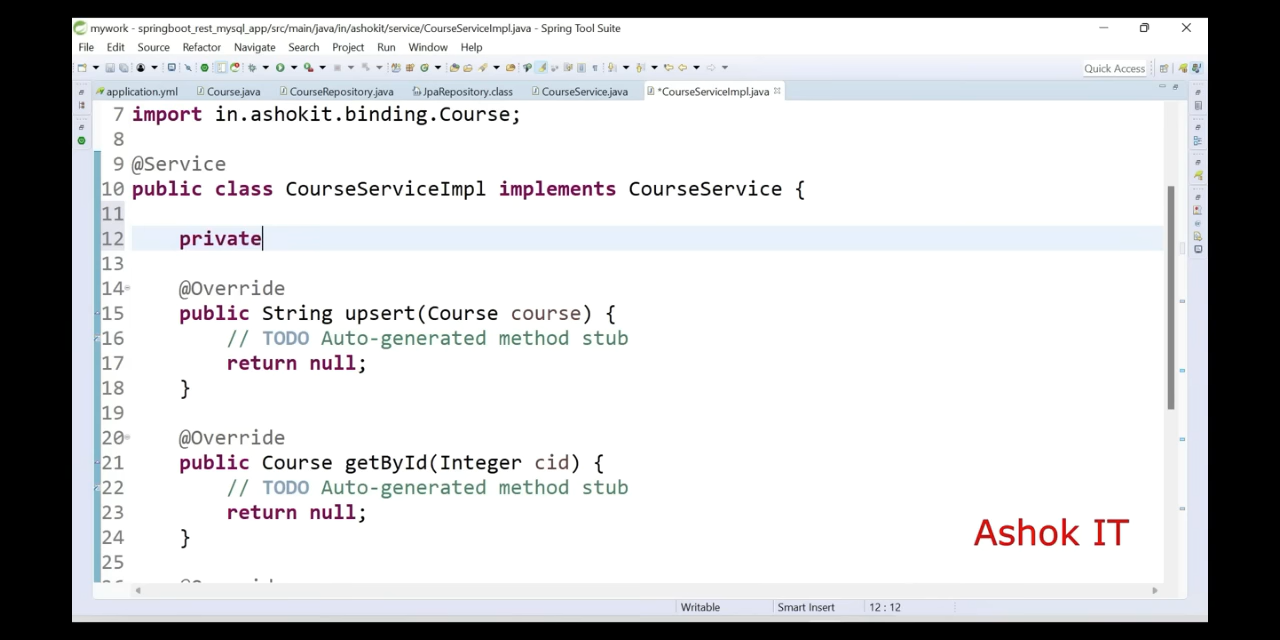 mywork - springboot_rest_mysql_app/src/main/java/in/ashokit/service/CourseServiceImpl.java - Spring Tool Suite
File Edit Source Refactor Navigate Search Project Run Window Help
Quick Access
application.yml Course.java CourseRepository.java JpaRepository.class CourseService.java *CourseServiceImpl.java
7 import in.ashokit.binding.Course;
8
9 @Service
10 public class CourseServiceImpl implements CourseService {
11
12 private
13
14 @Override
15 public String upsert(Course course) {
16 // TODO Auto-generated method stub
17 return null;
18 }
19
20 @Override
21 public Course getById(Integer cid) {
22 // TODO Auto-generated method stub
23 return null;
24 }
25
Ashok IT
Writable Smart Insert 12 : 12